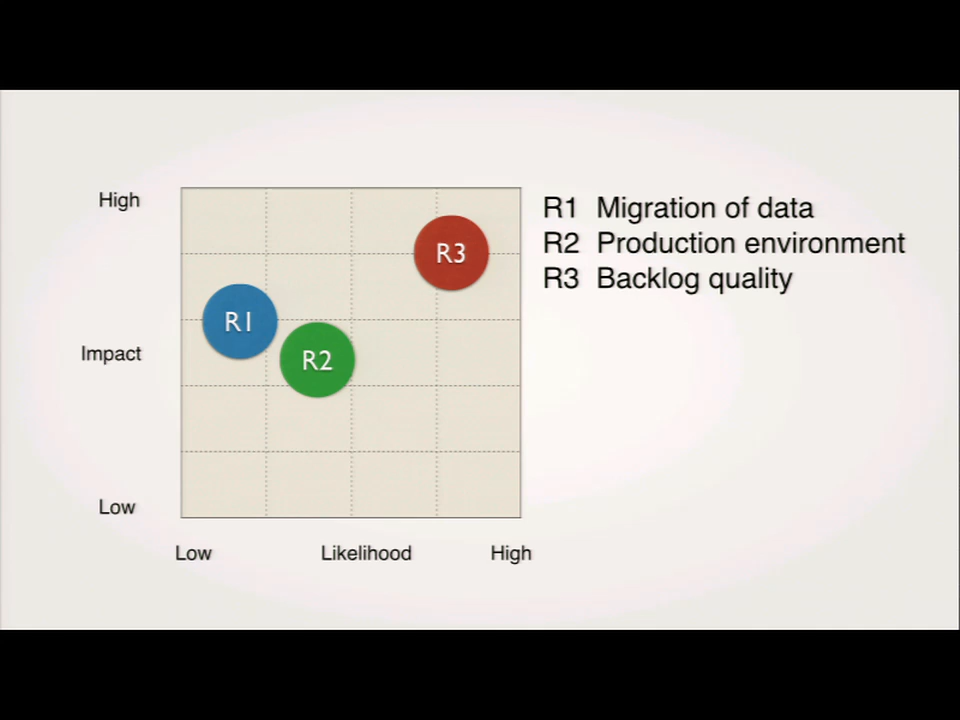 High
R1 Migration of data
R2 Production environment
R3 Backlog quality
R3
R1
Impact
R2
Low
Low Likelihood High